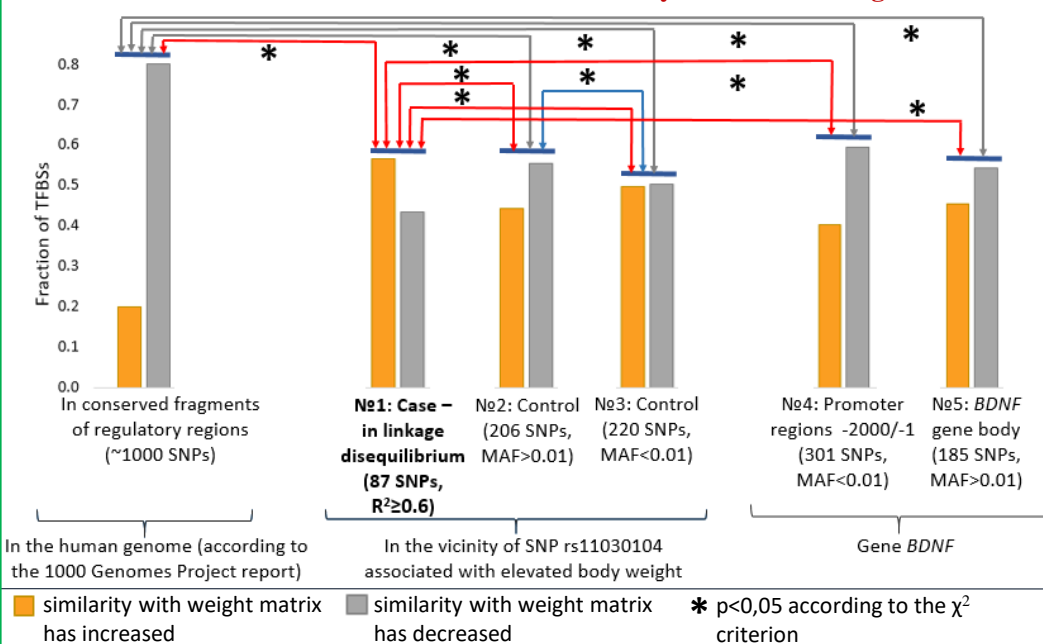 *
*
*
*
*
*
*
*
*
*
Fraction of TFBSs
0.8
0.7
0.6
0.5
0.4
0.3
0.2
0.1
0.0
In conserved fragments
of regulatory regions
(~1000 SNPs)
№1: Case –
in linkage
disequilibrium
(87 SNPs,
R²≥0.6)
№2: Control
(206 SNPs,
MAF>0.01)
№3: Control
(220 SNPs,
MAF<0.01)
№4: Promoter
regions -2000/-1
(301 SNPs,
MAF<0.01)
№5: BDNF
gene body
(185 SNPs,
MAF>0.01)
In the human genome (according to
the 1000 Genomes Project report)
In the vicinity of SNP rs11030104
associated with elevated body weight
Gene BDNF
similarity with weight matrix
has increased
similarity with weight matrix
has decreased
* p<0,05 according to the χ²
criterion